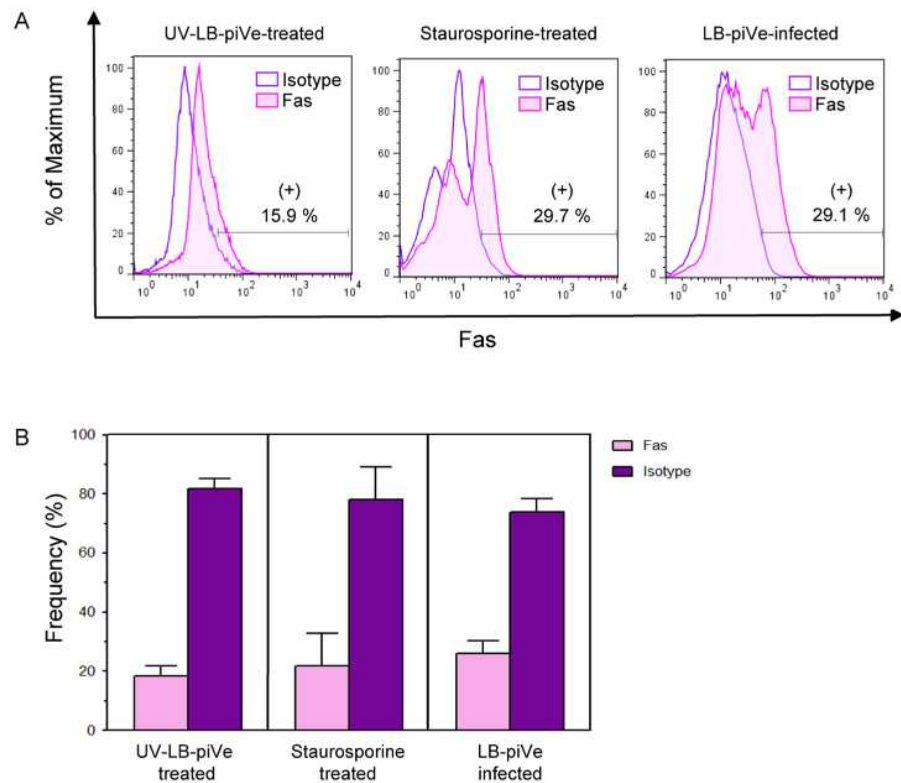 A
UV-LB-piVe-treated
Staurosporine-treated
LB-piVe-infected
% of Maximum
100
80
60
40
20
0
Isotype
Fas
(+)
15.9 %
10^0 10^1 10^2 10^3 10^4
100
80
60
40
20
0
Isotype
Fas
(+)
29.7 %
10^0 10^1 10^2 10^3 10^4
100
80
60
40
20
0
Isotype
Fas
(+)
29.1 %
10^0 10^1 10^2 10^3 10^4
Fas
B
Frequency (%)
100
80
60
40
20
0
Fas
Isotype
UV-LB-piVe
treated
Staurosporine
treated
LB-piVe
infected